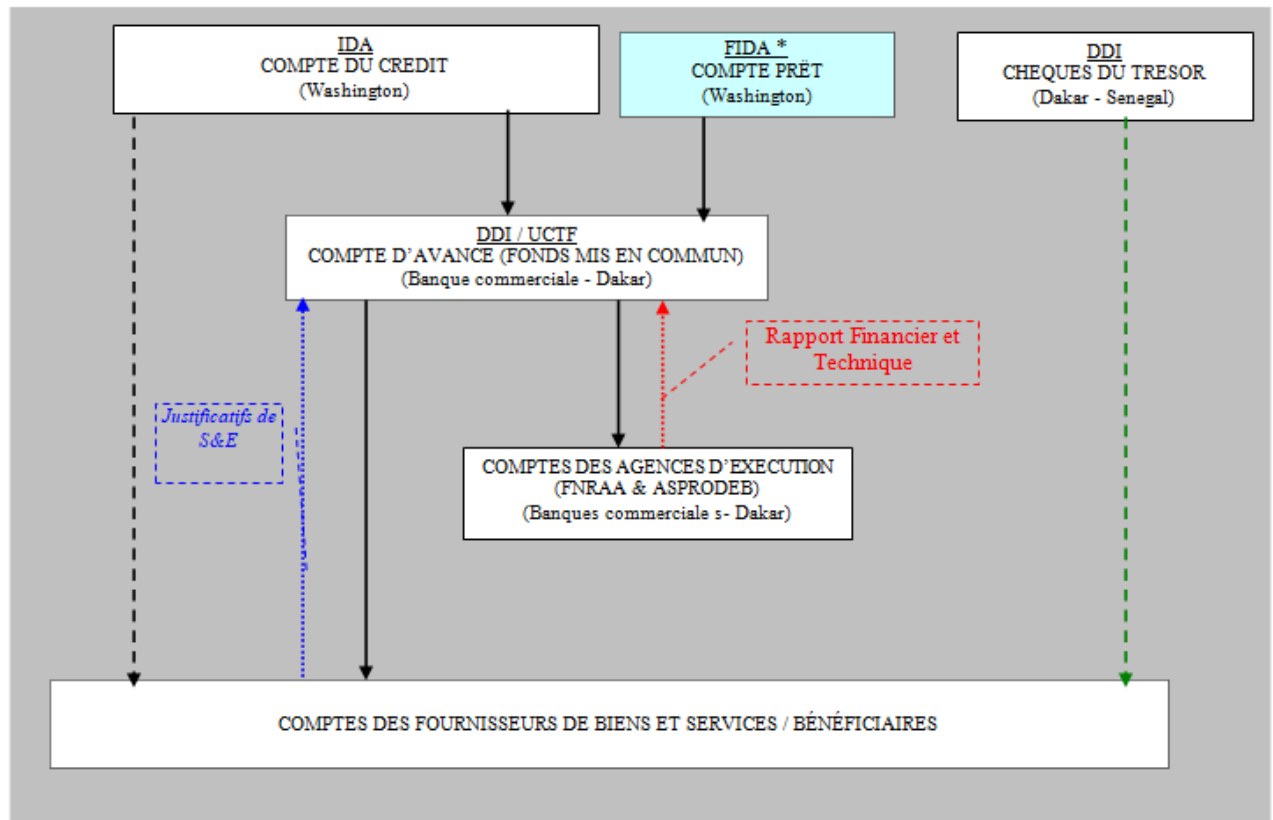 IDA
COMPTE DU CREDIT
(Washington)
FIDA *
COMPTE PRËT
(Washington)
DDI
CHEQUES DU TRESOR
(Dakar - Senegal)
DDI / UCTF
COMPTE D'AVANCE (FONDS MIS EN COMMUN)
(Banque commerciale - Dakar)
Rapport Financier et
Technique
Justificatifs de
S&E
COMPTES DES AGENCES D'EXECUTION
(FNRAA & ASPRODEB)
(Banques commerciale s- Dakar)
COMPTES DES FOURNISSEURS DE BIENS ET SERVICES / BÉNÉFICIAIRES